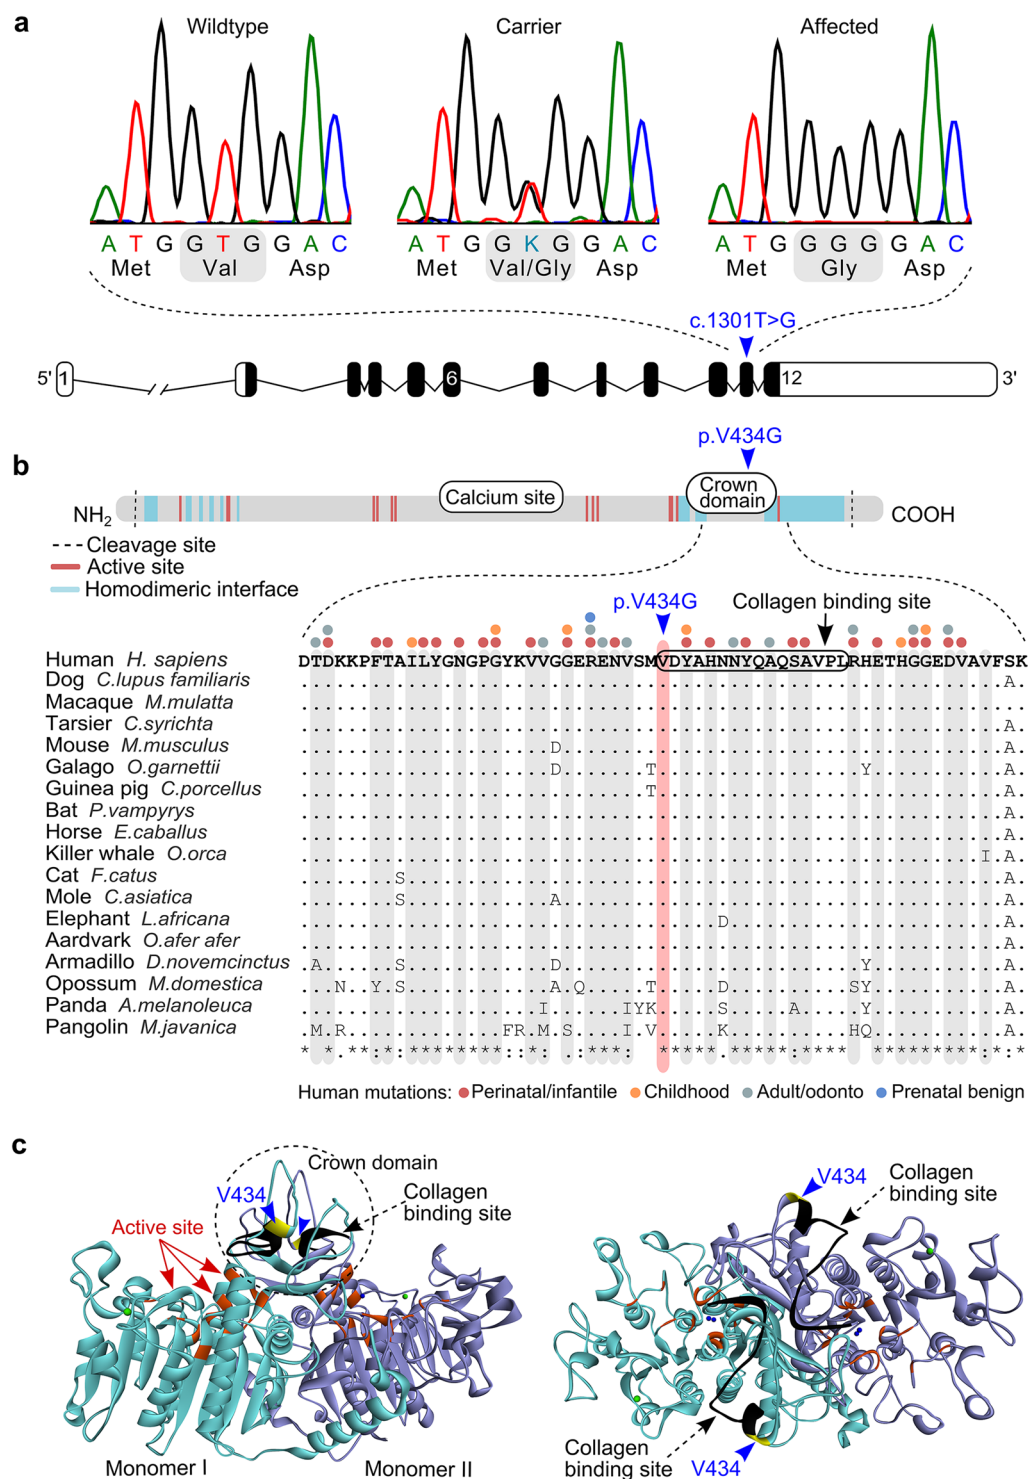 a
Wildtype
Carrier
Affected
A T G G T G G A C
A T G G K G G A C
A T G G G G G A C
Met Val Asp
Met Val/Gly Asp
Met Gly Asp
c.1301T>G
5' 1 6 12 3'
p.V434G
b
Calcium site
Crown domain
NH2
COOH
Cleavage site
Active site
Homodimeric interface
p.V434G
Collagen binding site
Human H. sapiens DTDKKPFTAILYGNGPGYKVVGGERENVSMVDYAHNNYQAQSAVPLRHETHGGEDVAVFSK
Dog C.lupus familiaris ...........................................................A.
Macaque M.mulatta .............................................................
Tarsier C.syrichta ...........................................................A.
Mouse M.musculus .....................D.....................................A.
Galago O.garnettii .....................D.......T.................Y...........A.
Guinea pig C.porcellus .............................T.............................A.
Bat P.vampyrys ...........................................................A.
Horse E.caballus ...........................................................A.
Killer whale O.orca .........................................................I.A.
Cat F.catus ........S..................................................A.
Mole C.asiatica ........S............A.....................................A.
Elephant L.africana ...................................D.......................A.
Aardvark O.afer afer ...........................................................A.
Armadillo D.novemcinctus .A......S............D.........................Y...........A.
Opossum M.domestica ...N..Y.S............A.Q.....T.....D..........SY...........A.
Panda A.melanoleuca ....................I......IYK.....S.....A.....Y...........A.
Pangolin M.javanica .M.R.............FR.M.S....I.V.....K..........HQ...........A.
Human mutations: Perinatal/infantile Childhood Adult/odonto Prenatal benign
c
Crown domain
V434
Collagen binding site
Active site
Monomer I
Monomer II
V434
Collagen binding site
Collagen binding site
V434